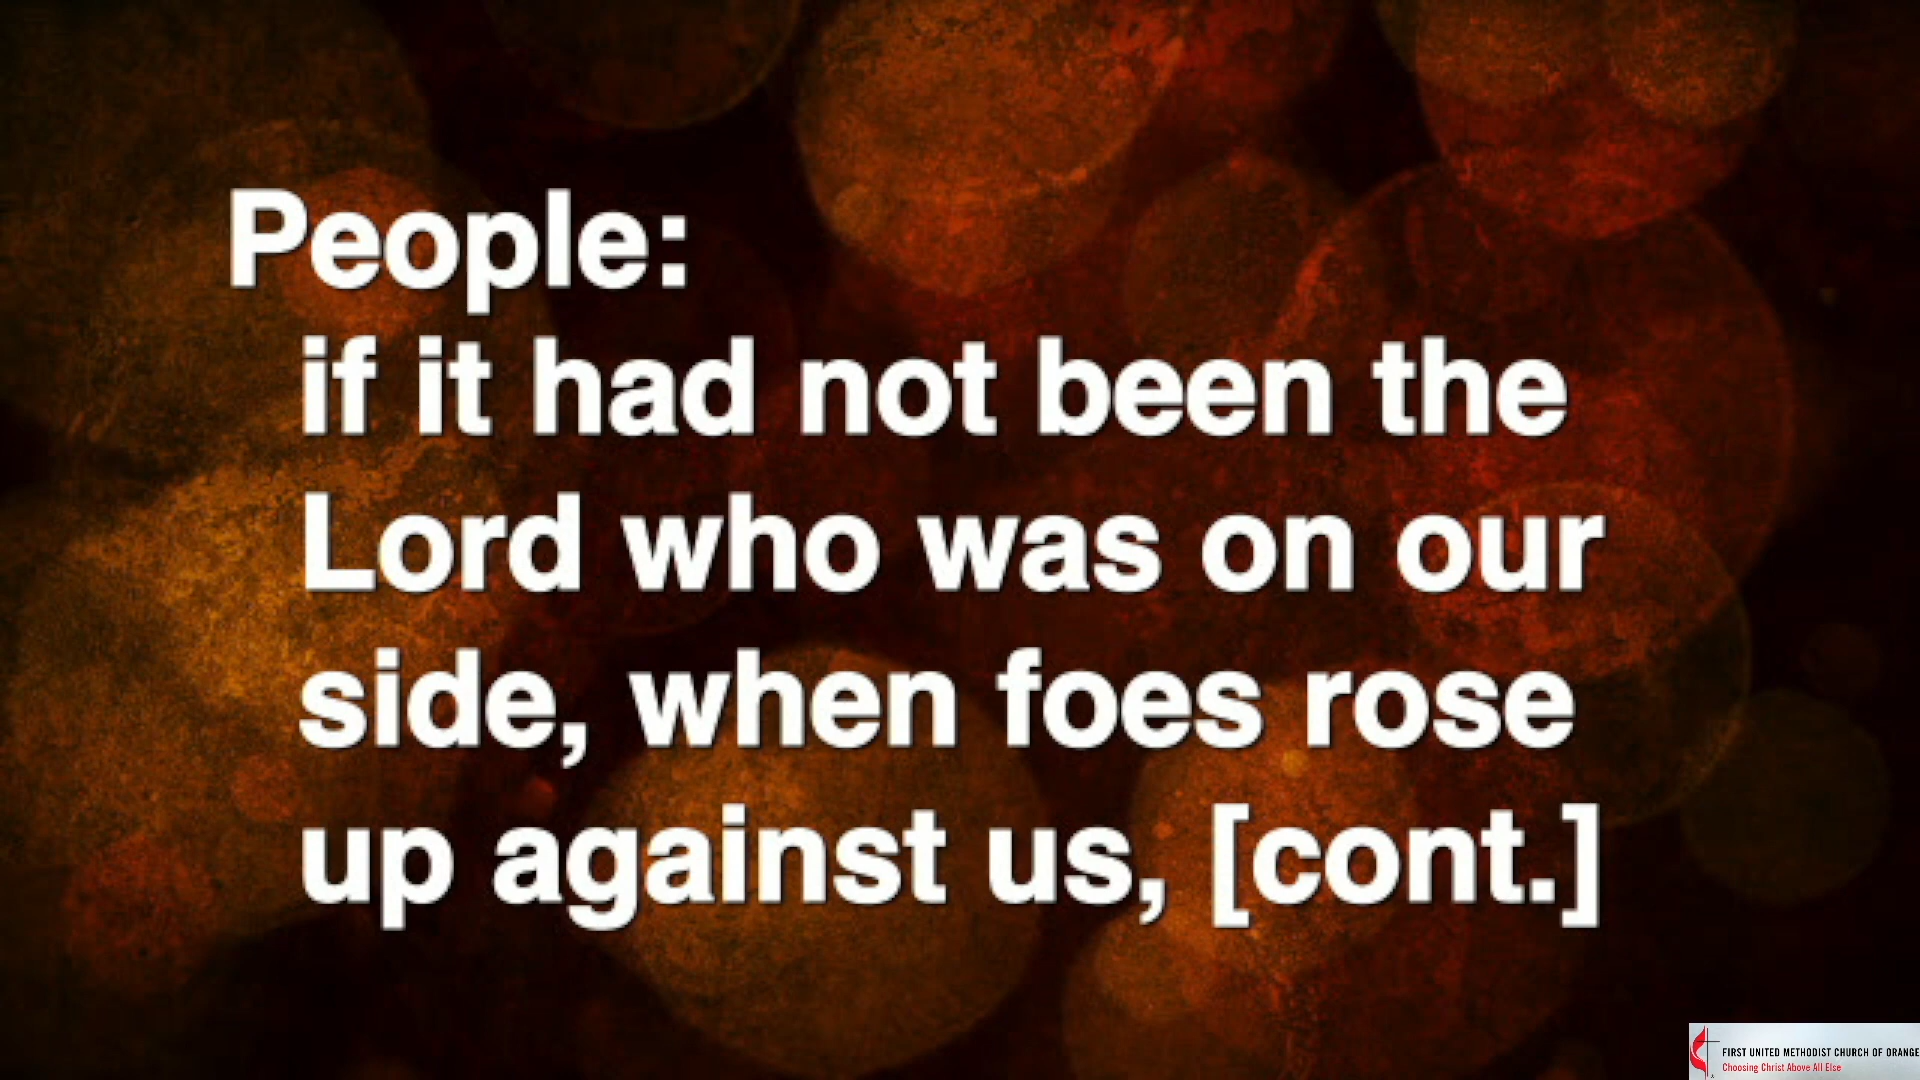 People:
if it had not been the
Lord who was on our
side, when foes rose
up against us, [cont.]
FIRST UNITED METHODIST CHURCH OF ORANGE
Choosing Christ Above All Else